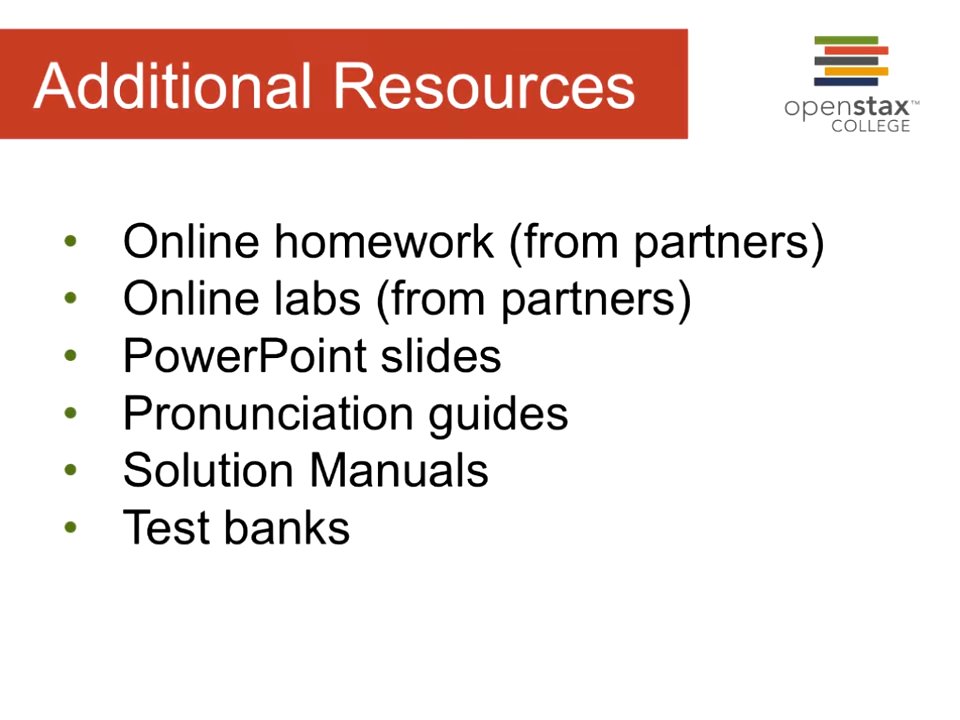 Additional Resources
openstax™
COLLEGE
• Online homework (from partners)
• Online labs (from partners)
• PowerPoint slides
• Pronunciation guides
• Solution Manuals
• Test banks